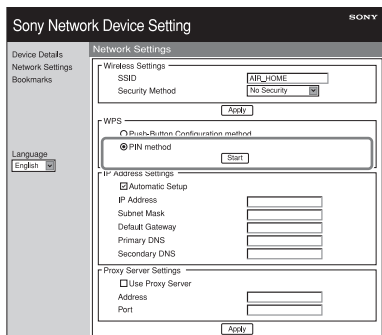 Sony Network Device Setting
SONY
Device Details
Network Settings
Bookmarks
Language
English
Network Settings
Wireless Settings
SSID
AIR_HOME
Security Method
No Security
Apply
WPS
Push-Button Configuration method
PIN method
Start
IP Address Settings
Automatic Setup
IP Address
Subnet Mask
Default Gateway
Primary DNS
Secondary DNS
Proxy Server Settings
Use Proxy Server
Address
Port
Apply